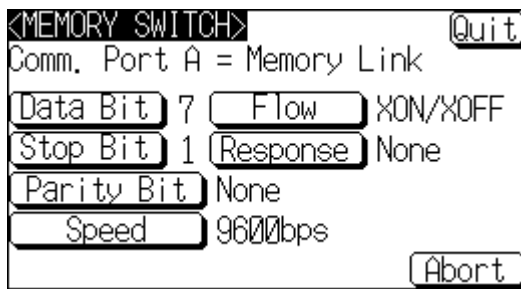 <MEMORY SWITCH> Quit
Comm. Port A = Memory Link
Data Bit 7 Flow XON/XOFF
Stop Bit 1 Response None
Parity Bit None
Speed 9600bps
Abort